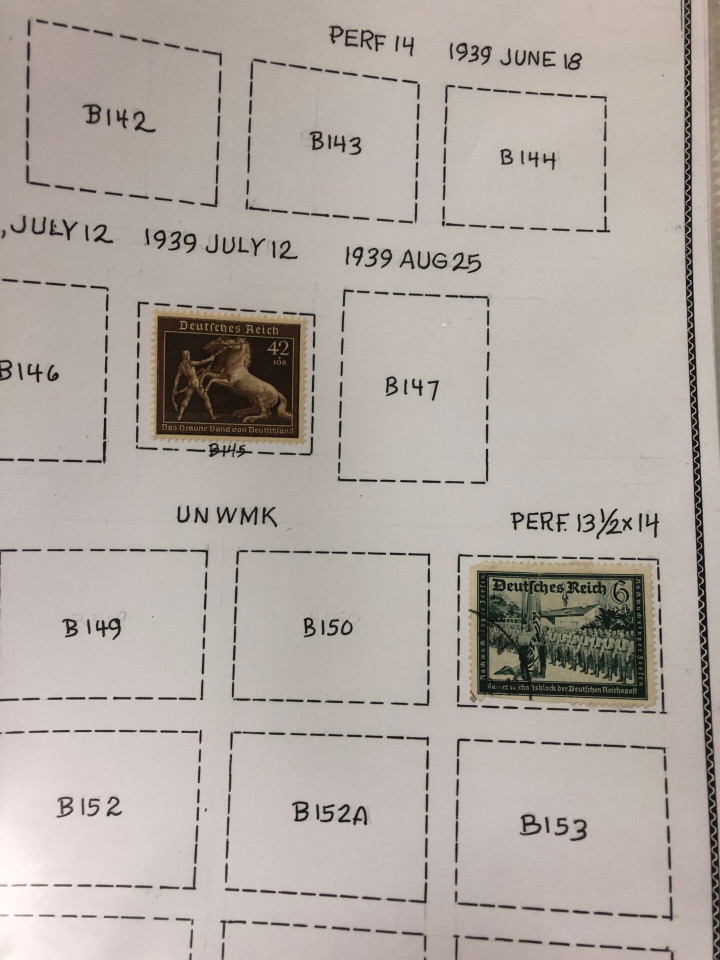 PERF 14 1939 JUNE 18
B142 B143 B144
, JULY 12 1939 JULY 12 1939 AUG 25
B146
Deutsches Reich
42
+
108
Das Braune Band von Deutschland
B145
B147
UNWMK PERF. 13½x14
B149 B150
Deutsches Reich 6
+4
der Deutschen Reichspost
B152 B152A B153